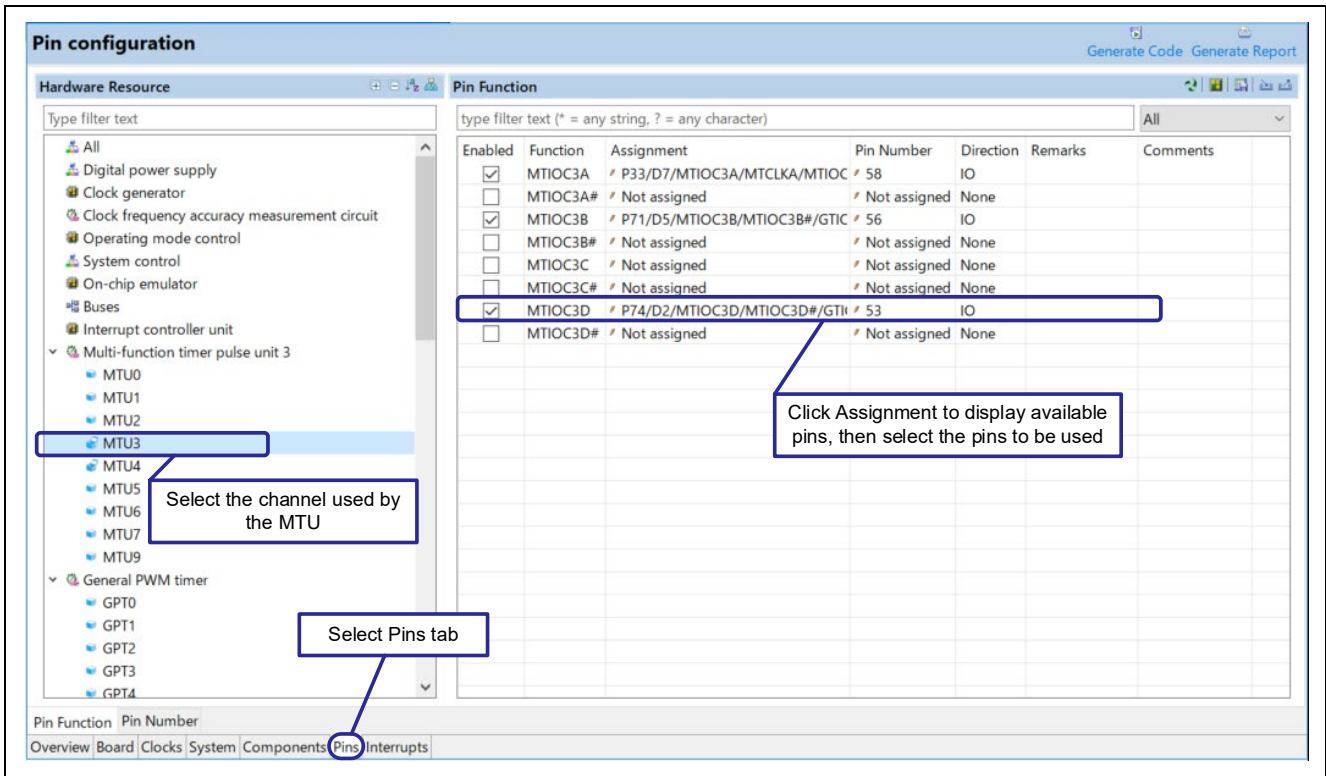 Pin configuration
Generate Code Generate Report
Hardware Resource
Type filter text
All
Digital power supply
Clock generator
Clock frequency accuracy measurement circuit
Operating mode control
System control
On-chip emulator
Buses
Interrupt controller unit
Multi-function timer pulse unit 3
MTU0
MTU1
MTU2
MTU3
MTU4
MTU5
MTU6
MTU7
MTU9
General PWM timer
GPT0
GPT1
GPT2
GPT3
GPT4
Select the channel used by
the MTU
Pin Function
type filter text (* = any string, ? = any character) All
Enabled Function Assignment Pin Number Direction Remarks Comments
MTIOC3A P33/D7/MTIOC3A/MTCLKA/MTIOC 58 IO
MTIOC3A# Not assigned Not assigned None
MTIOC3B P71/D5/MTIOC3B/MTIOC3B#/GTIC 56 IO
MTIOC3B# Not assigned Not assigned None
MTIOC3C Not assigned Not assigned None
MTIOC3C# Not assigned Not assigned None
MTIOC3D P74/D2/MTIOC3D/MTIOC3D#/GTI 53 IO
MTIOC3D# Not assigned Not assigned None
Click Assignment to display available
pins, then select the pins to be used
Select Pins tab
Pin Function Pin Number
Overview Board Clocks System Components Pins Interrupts